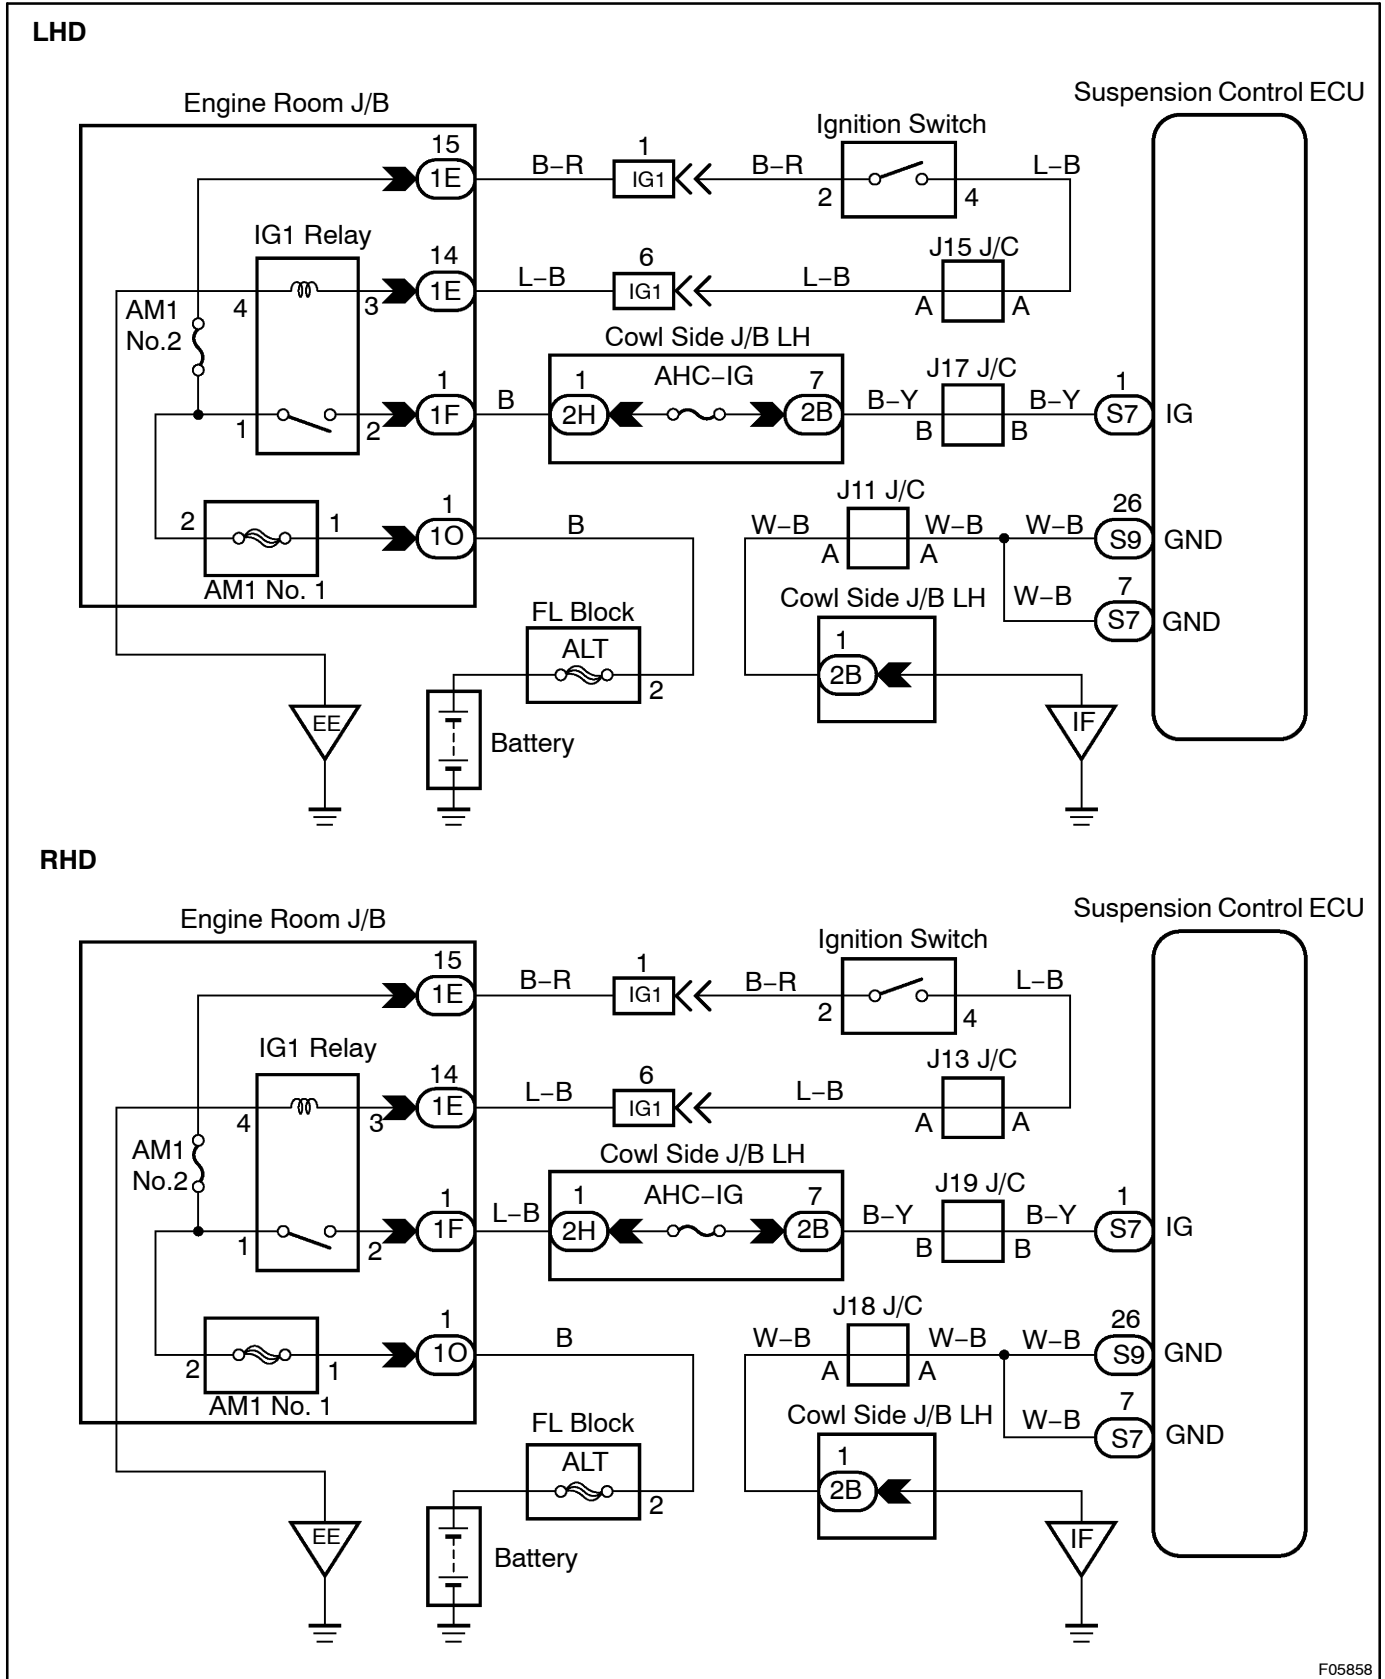 LHD
Engine Room J/B
Suspension Control ECU
Ignition Switch
15
1E
B–R
1
IG1
B–R
2
4
L–B
IG1 Relay
14
1E
L–B
6
IG1
L–B
J15 J/C
A
A
4
3
AM1
No.2
Cowl Side J/B LH
1
1F
B
1
2H
AHC–IG
7
2B
B–Y
J17 J/C
B
B
B–Y
1
S7
IG
1
2
2
1
AM1 No. 1
1
1O
B
J11 J/C
W–B
A
A
W–B
W–B
26
S9
GND
W–B
7
S7
GND
FL Block
ALT
2
Cowl Side J/B LH
1
2B
EE
Battery
IF
RHD
Engine Room J/B
Suspension Control ECU
Ignition Switch
15
1E
B–R
1
IG1
B–R
2
4
L–B
IG1 Relay
14
1E
L–B
6
IG1
L–B
J13 J/C
A
A
4
3
AM1
No.2
Cowl Side J/B LH
1
1F
L–B
1
2H
AHC–IG
7
2B
B–Y
J19 J/C
B
B
B–Y
1
S7
IG
1
2
2
1
AM1 No. 1
1
1O
B
J18 J/C
W–B
A
A
W–B
W–B
26
S9
GND
W–B
7
S7
GND
FL Block
ALT
2
Cowl Side J/B LH
1
2B
EE
Battery
IF
F05858